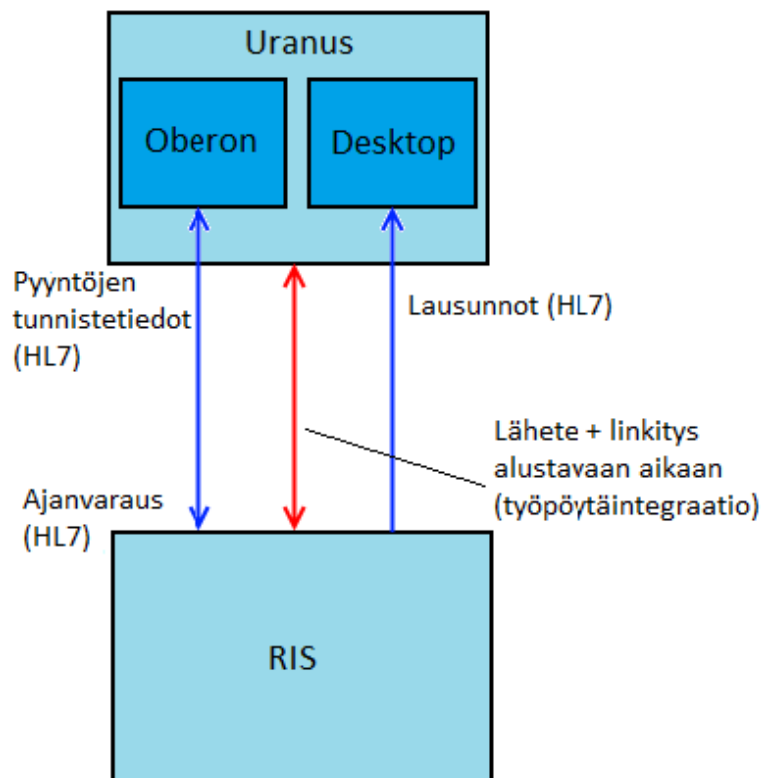 Uranus
Oberon
Desktop
Pyyntöjen
tunnistetiedot
(HL7)
Lausunnot (HL7)
Lähete + linkitys
alustavaan aikaan
(työpöytäintegraatio)
Ajanvaraus
(HL7)
RIS